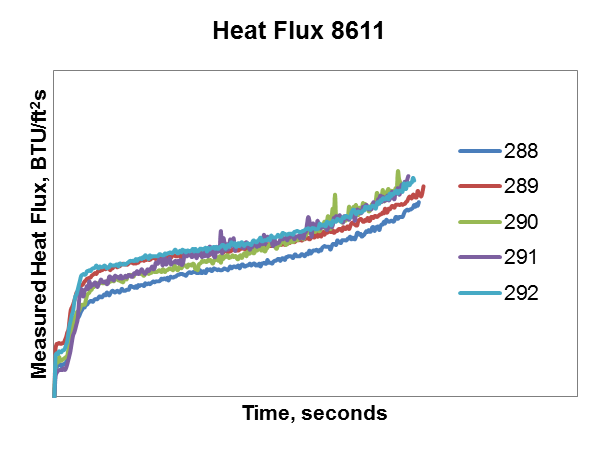 Heat Flux 8611
Measured Heat Flux, BTU/ft²s
288
289
290
291
292
Time, seconds